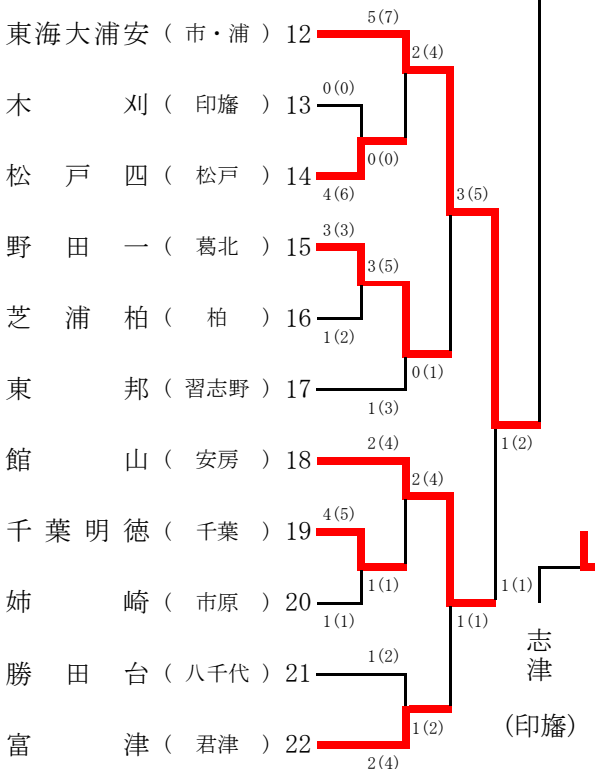 5(7)
東海大浦安 ( 市・浦 ) 12
2(4)
0(0)
木刈 ( 印旛 ) 13
0(0)
松戸四 ( 松戸 ) 14
4(6)
3(5)
3(3)
野田一 ( 葛北 ) 15
3(5)
芝浦柏 ( 柏 ) 16
1(2)
0(1)
東邦 ( 習志野 ) 17
1(3)
2(4)
1(2)
館山 ( 安房 ) 18
2(4)
4(5)
千葉明徳 ( 千葉 ) 19
1(1)
1(1)
姉崎 ( 市原 ) 20
1(1)
1(1)
志津
(印旛)
1(2)
勝田台 ( 八千代 ) 21
1(2)
富津 ( 君津 ) 22
2(4)